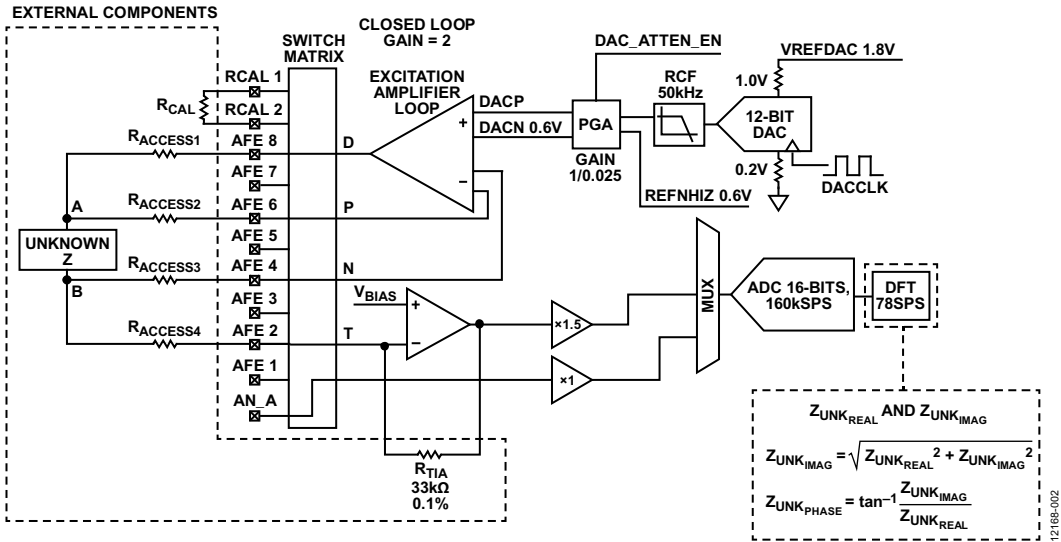 EXTERNAL COMPONENTS
CLOSED LOOP
GAIN = 2
SWITCH
MATRIX
EXCITATION
AMPLIFIER
LOOP
DAC_ATTEN_EN
VREFDAC 1.8V
RCAL 1
RCAL 2
RCAL
AFE 8
AFE 7
AFE 6
AFE 5
AFE 4
AFE 3
AFE 2
AFE 1
AN_A
RACCESS1
RACCESS2
RACCESS3
RACCESS4
A
UNKNOWN
Z
B
D
P
N
T
+
−
DACP
DACN 0.6V
PGA
GAIN
1/0.025
REFNHIZ 0.6V
RCF
50kHz
1.0V
12-BIT
DAC
0.2V
DACCLK
VBIAS
+
−
×1.5
×1
MUX
ADC 16-BITS,
160kSPS
DFT
78SPS
RTIA
33kΩ
0.1%
ZUNKREAL AND ZUNKIMAG
ZUNKIMAG = √ZUNKREAL² + ZUNKIMAG²
ZUNKPHASE = tan–1 ZUNKIMAG
ZUNKREAL
12168-002